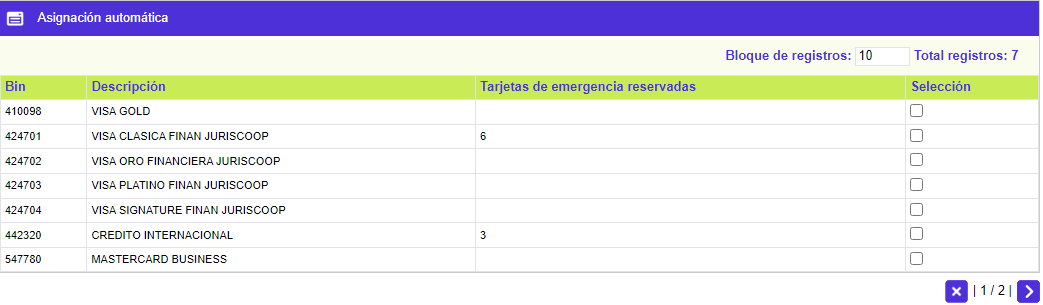 Asignación automática
Bloque de registros: 10 Total registros: 7
Bin Descripción Tarjetas de emergencia reservadas Selección
410098 VISA GOLD
424701 VISA CLASICA FINAN JURISCOOP 6
424702 VISA ORO FINANCIERA JURISCOOP
424703 VISA PLATINO FINAN JURISCOOP
424704 VISA SIGNATURE FINAN JURISCOOP
442320 CREDITO INTERNACIONAL 3
547780 MASTERCARD BUSINESS
| 1 / 2 |